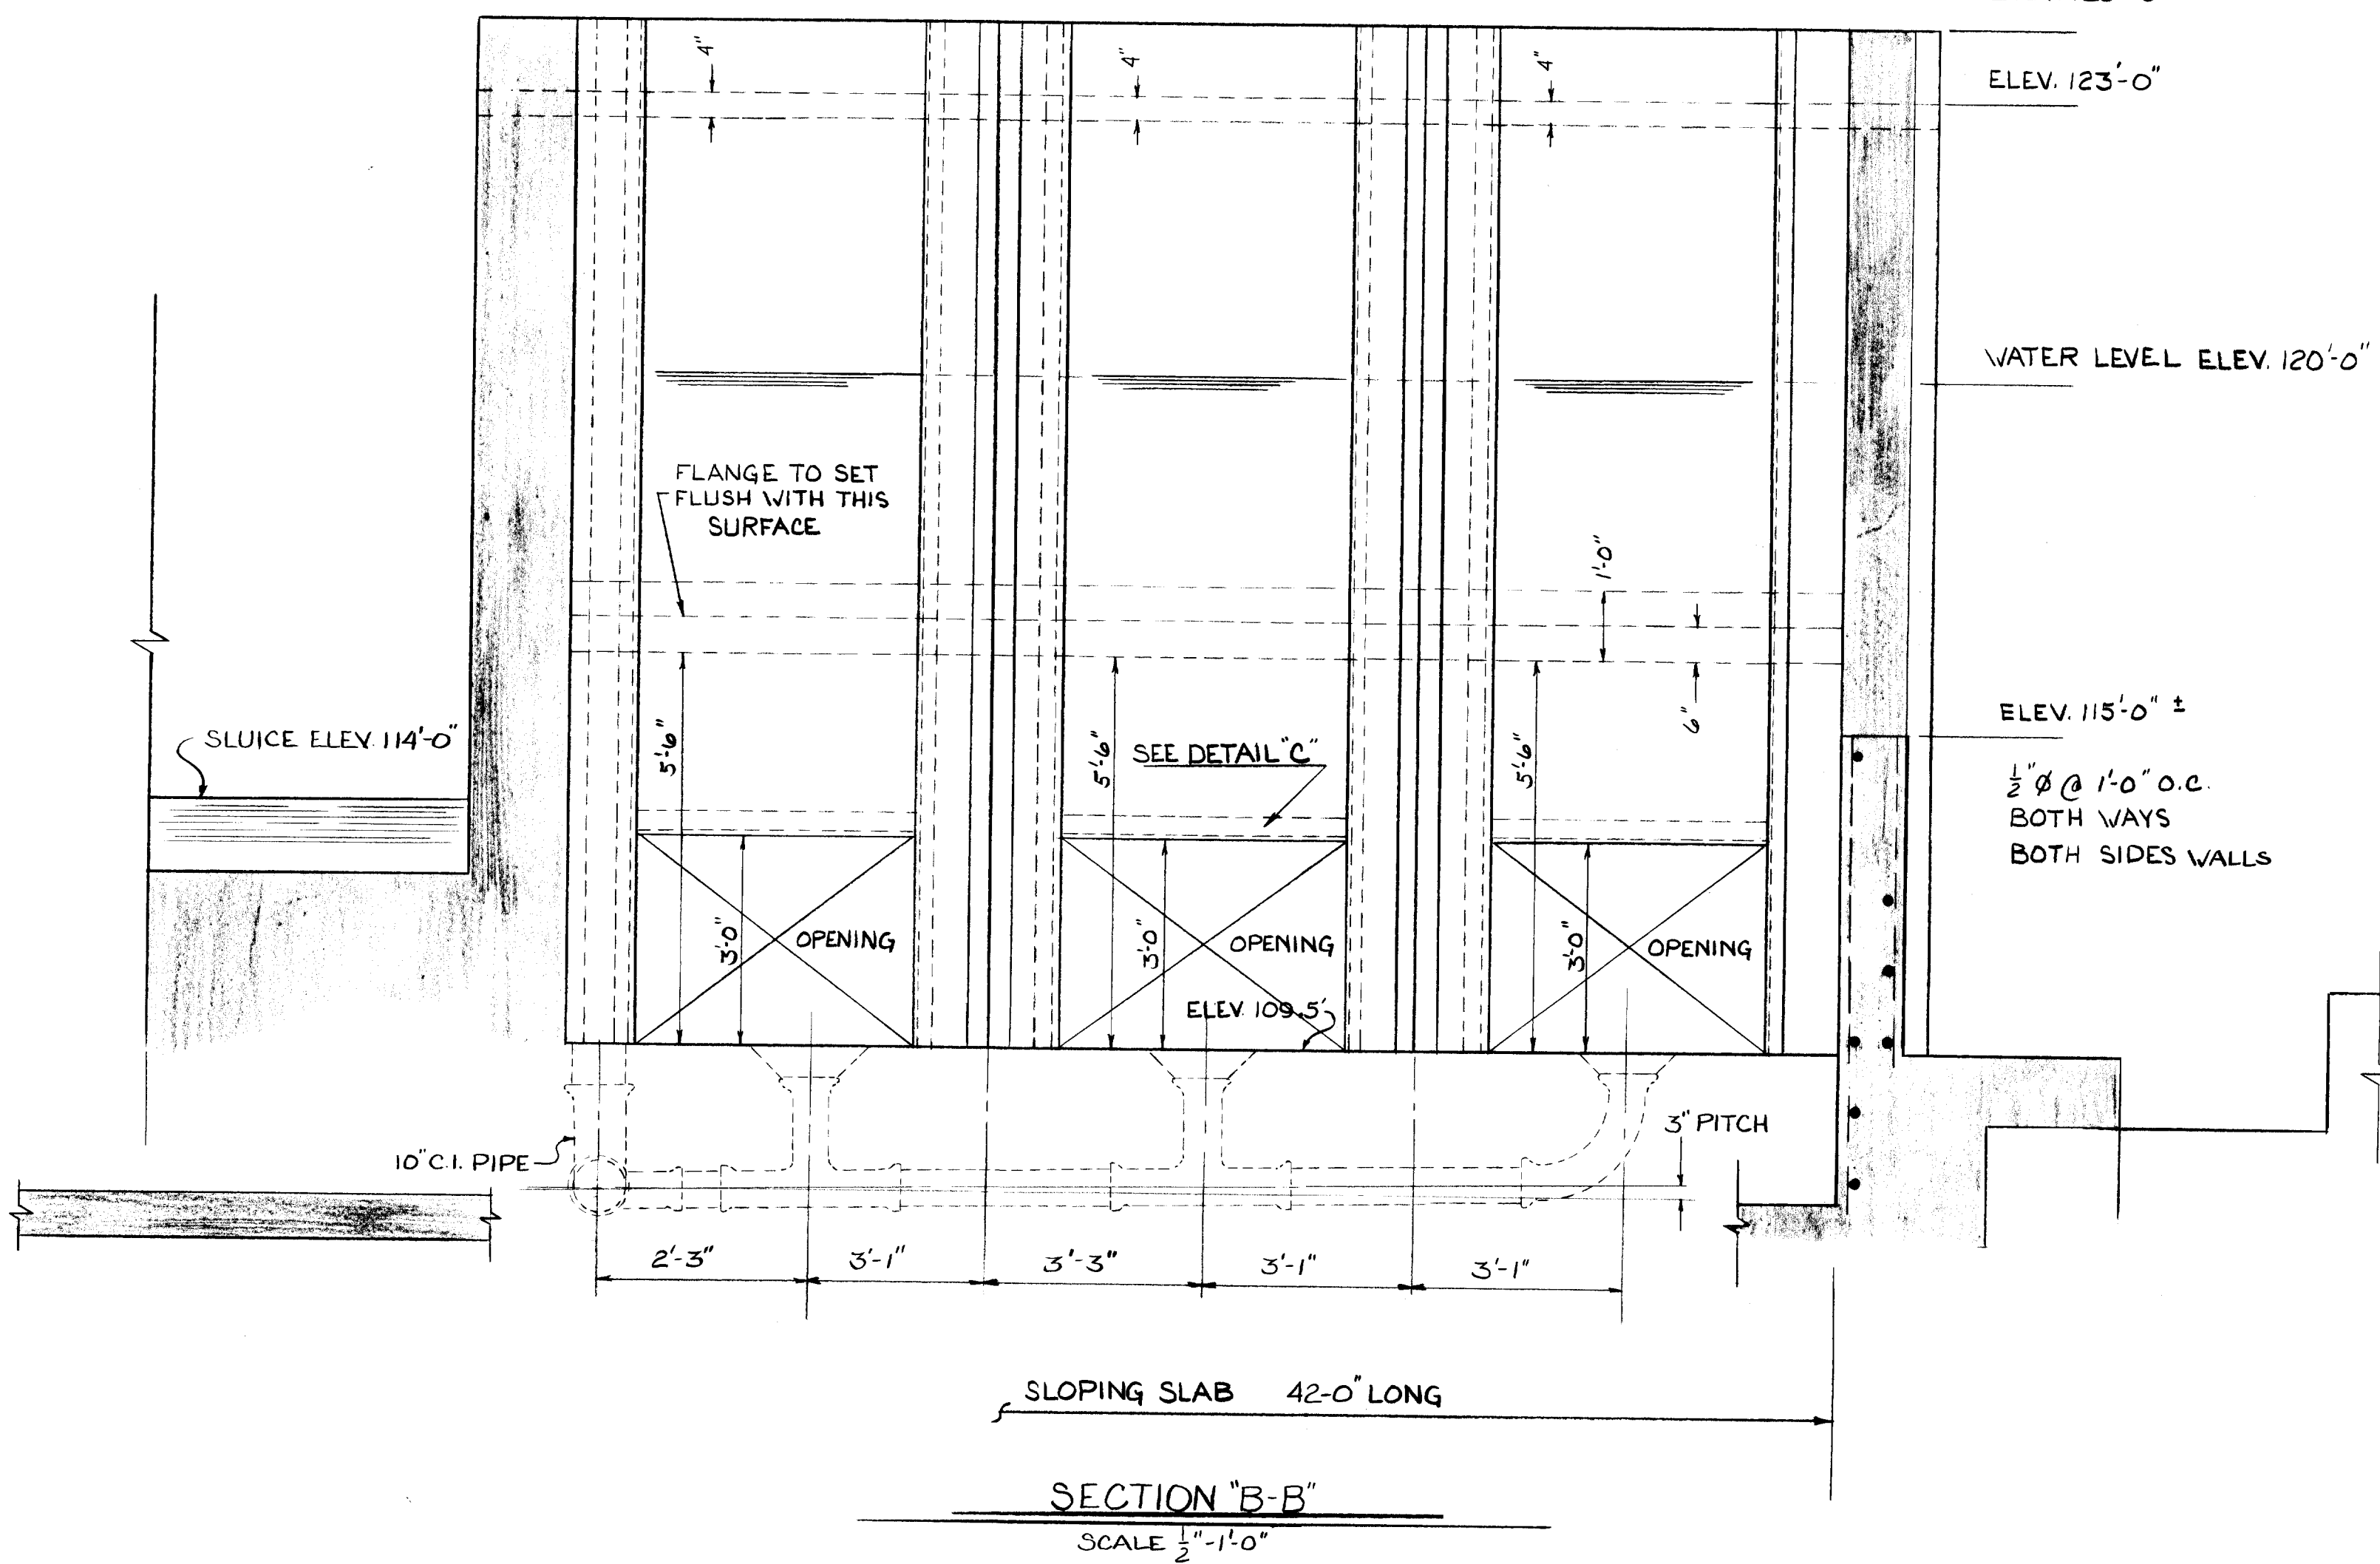 4"
4"
4"
ELEV. 123'-0"
WATER LEVEL ELEV. 120'-0"
FLANGE TO SET
FLUSH WITH THIS
SURFACE
1'-0"
6"
SLUICE ELEV. 114'-0"
5'-6"
5'-6"
5'-6"
SEE DETAIL "C"
ELEV. 115'-0" ±
½" Ø @ 1'-0" O.C.
BOTH WAYS
BOTH SIDES WALLS
3'-0"
OPENING
3'-0"
OPENING
3'-0"
OPENING
ELEV. 109.5'
10" C.I. PIPE
3" PITCH
2'-3"
3'-1"
3'-3"
3'-1"
3'-1"
SLOPING SLAB 42-0" LONG
SECTION "B-B"
SCALE ½"-1'-0"